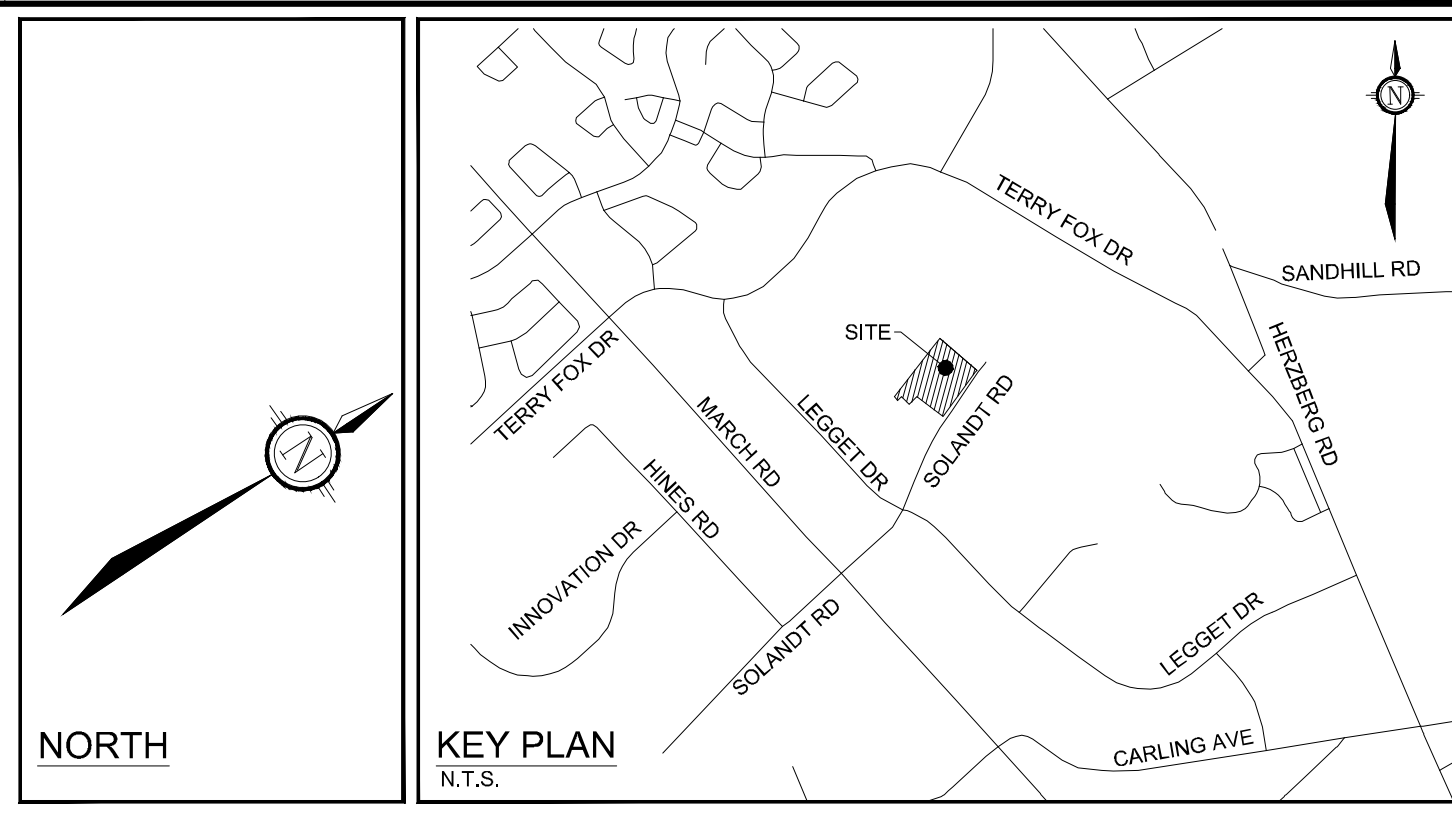 N
NORTH
N
TERRY FOX DR
SANDHILL RD
SITE
HERZBERG RD
TERRY FOX DR
MARCH RD
LEGGET DR
SOLANDT RD
HINES RD
INNOVATION DR
SOLANDT RD
LEGGET DR
CARLING AVE
KEY PLAN
N.T.S.